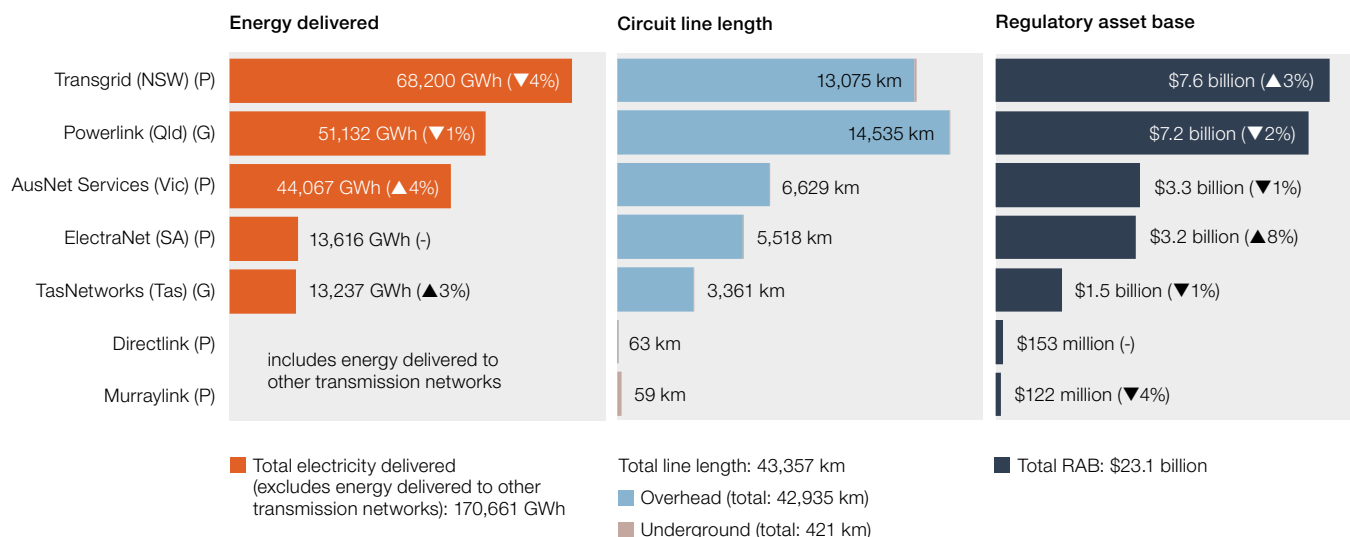 Energy delivered
Circuit line length
Regulatory asset base
Transgrid (NSW) (P)
68,200 GWh (▼4%)
13,075 km
$7.6 billion (▲3%)
Powerlink (Qld) (G)
51,132 GWh (▼1%)
14,535 km
$7.2 billion (▼2%)
AusNet Services (Vic) (P)
44,067 GWh (▲4%)
6,629 km
$3.3 billion (▼1%)
ElectraNet (SA) (P)
13,616 GWh (-)
5,518 km
$3.2 billion (▲8%)
TasNetworks (Tas) (G)
13,237 GWh (▲3%)
3,361 km
$1.5 billion (▼1%)
Directlink (P)
63 km
$153 million (-)
Murraylink (P)
59 km
$122 million (▼4%)
includes energy delivered to
other transmission networks
Total electricity delivered
(excludes energy delivered to other
transmission networks): 170,661 GWh
Total line length: 43,357 km
Overhead (total: 42,935 km)
Underground (total: 421 km)
Total RAB: $23.1 billion